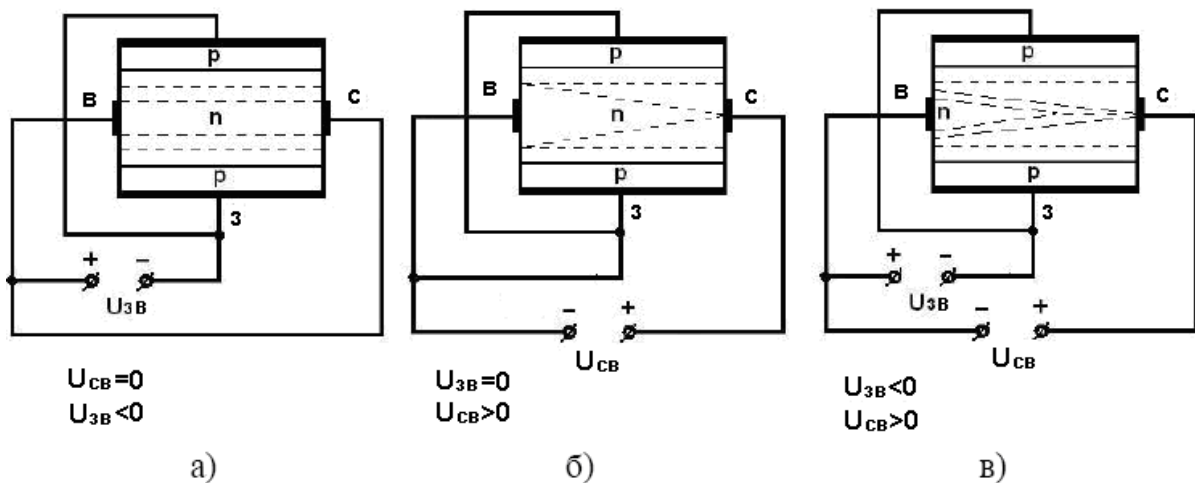 p
В
С
n
p
З
+ -
UЗВ
UСВ=0
UЗВ<0
а)
p
В
С
n
p
З
- +
UСВ
UЗВ=0
UСВ>0
б)
p
В
С
n
p
З
+ -
UЗВ
- +
UСВ
UЗВ<0
UСВ>0
в)